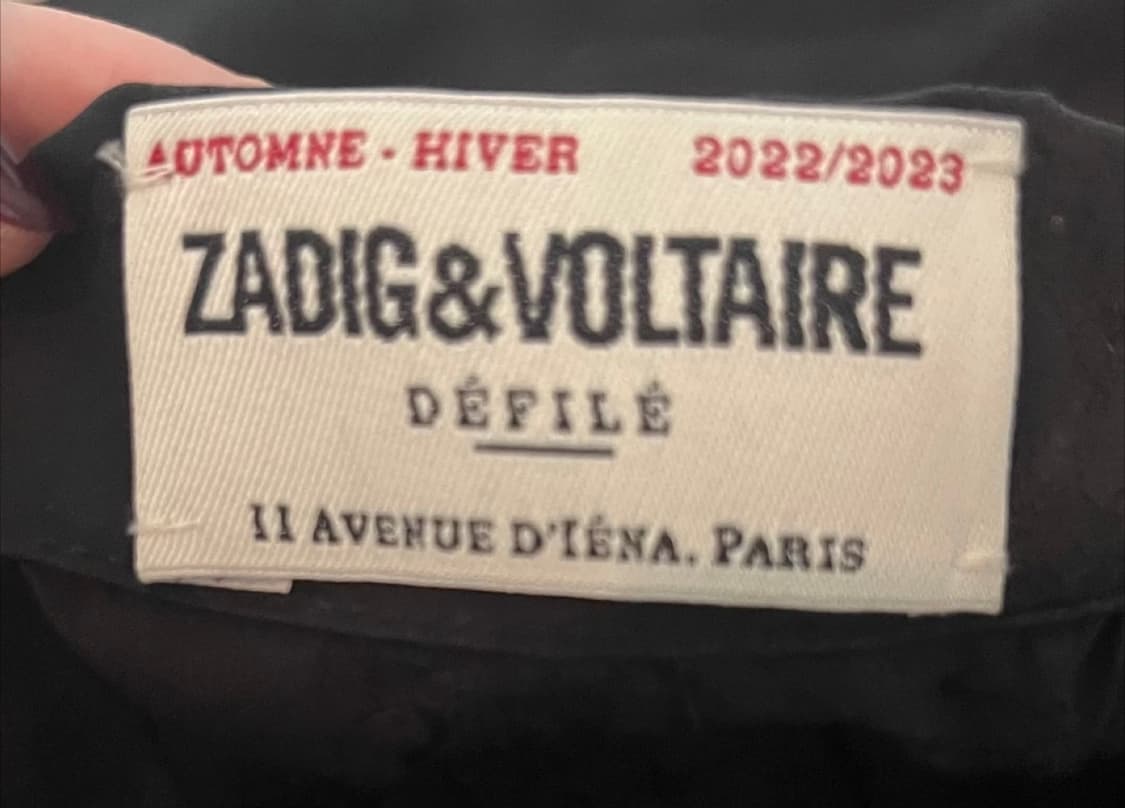 AUTOMNE - HIVER 2022/2023
ZADIG&VOLTAIRE
DÉFILÉ
11 AVENUE D'IÉNA. PARIS